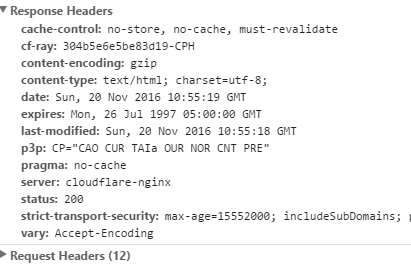 Response Headers
cache-control: no-store, no-cache, must-revalidate
cf-ray: 304b5e6e5be83d19-CPH
content-encoding: gzip
content-type: text/html; charset=utf-8;
date: Sun, 20 Nov 2016 10:55:19 GMT
expires: Mon, 26 Jul 1997 05:00:00 GMT
last-modified: Sun, 20 Nov 2016 10:55:18 GMT
p3p: CP="CAO CUR TAIa OUR NOR CNT PRE"
pragma: no-cache
server: cloudflare-nginx
status: 200
strict-transport-security: max-age=15552000; includeSubDomains;
vary: Accept-Encoding
Request Headers (12)